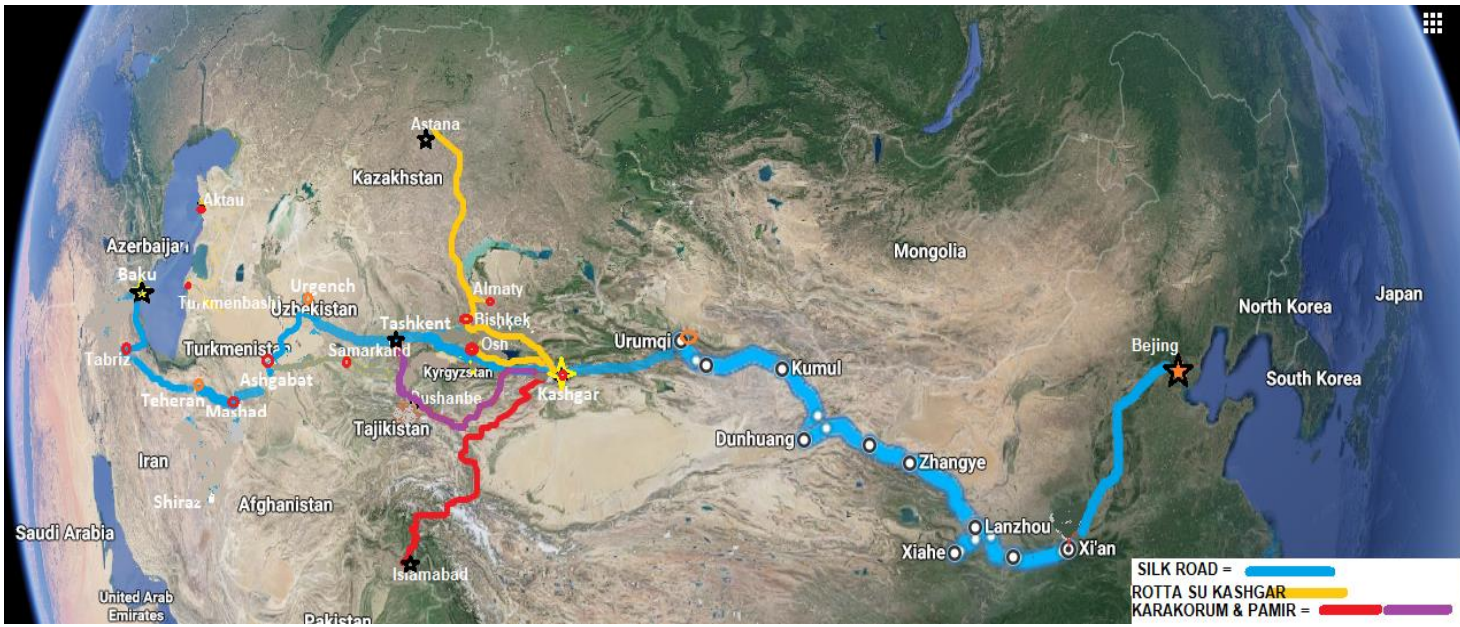 Astana
Kazakhstan
Aktau
Azerbaijan
Mongolia
Baku
Urgench
Almaty
Turkmenbashi
Uzbekistan
North Korea
Japan
Bishkek
Tashkent
Urumqi
Bejing
Osh
Tabriz
Turkmenistan
Samarkand
Kyrgyzstan
Kumul
South Korea
Ashgabat
Kashgar
Teheran
Mashad
Dushanbe
Tajikistan
Dunhuang
Zhangye
Iran
Shiraz
Afghanistan
Saudi Arabia
Lanzhou
Xiahe
Xi'an
Islamabad
SILK ROAD =
ROTTA SU KASHGAR
KARAKORUM & PAMIR =
United Arab
Emirates
Pakistan